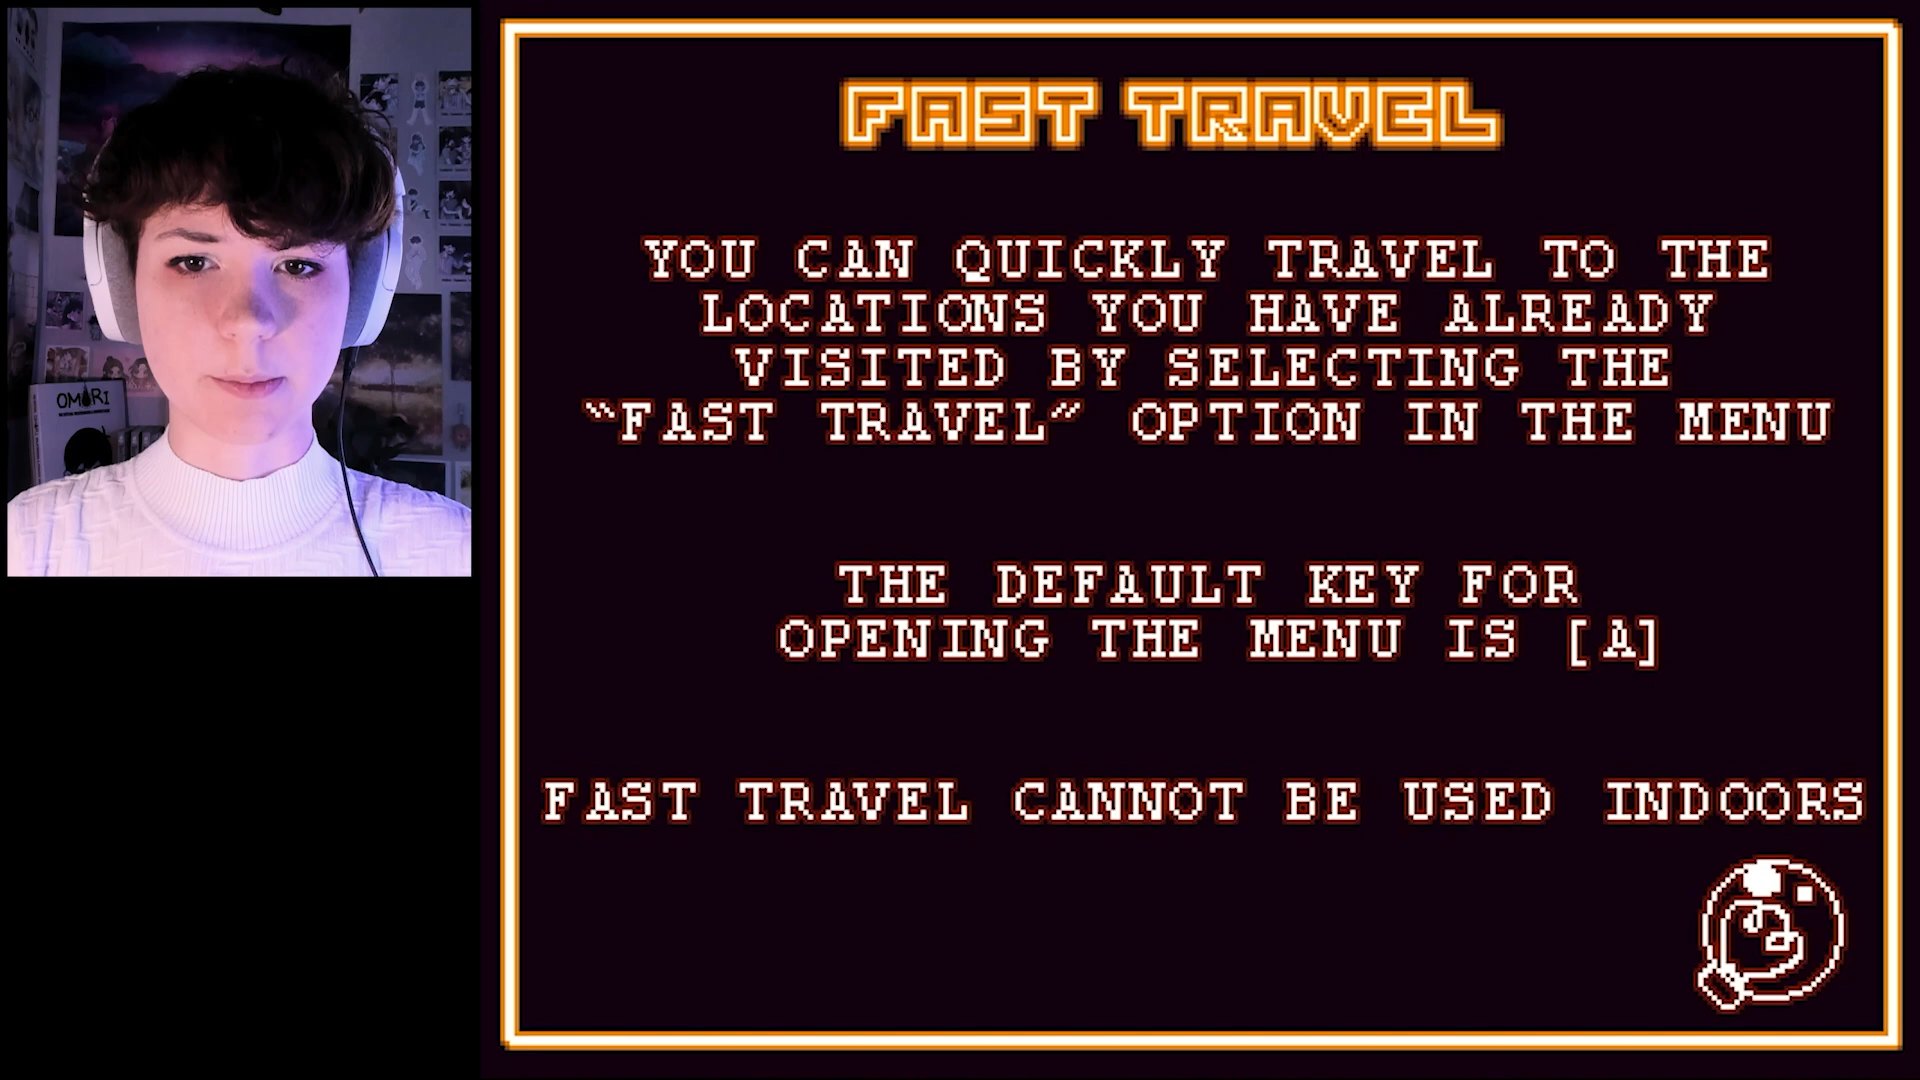 OMORI
FAST TRAVEL
YOU CAN QUICKLY TRAVEL TO THE
LOCATIONS YOU HAVE ALREADY
VISITED BY SELECTING THE
"FAST TRAVEL" OPTION IN THE MENU
THE DEFAULT KEY FOR
OPENING THE MENU IS [A]
FAST TRAVEL CANNOT BE USED INDOORS